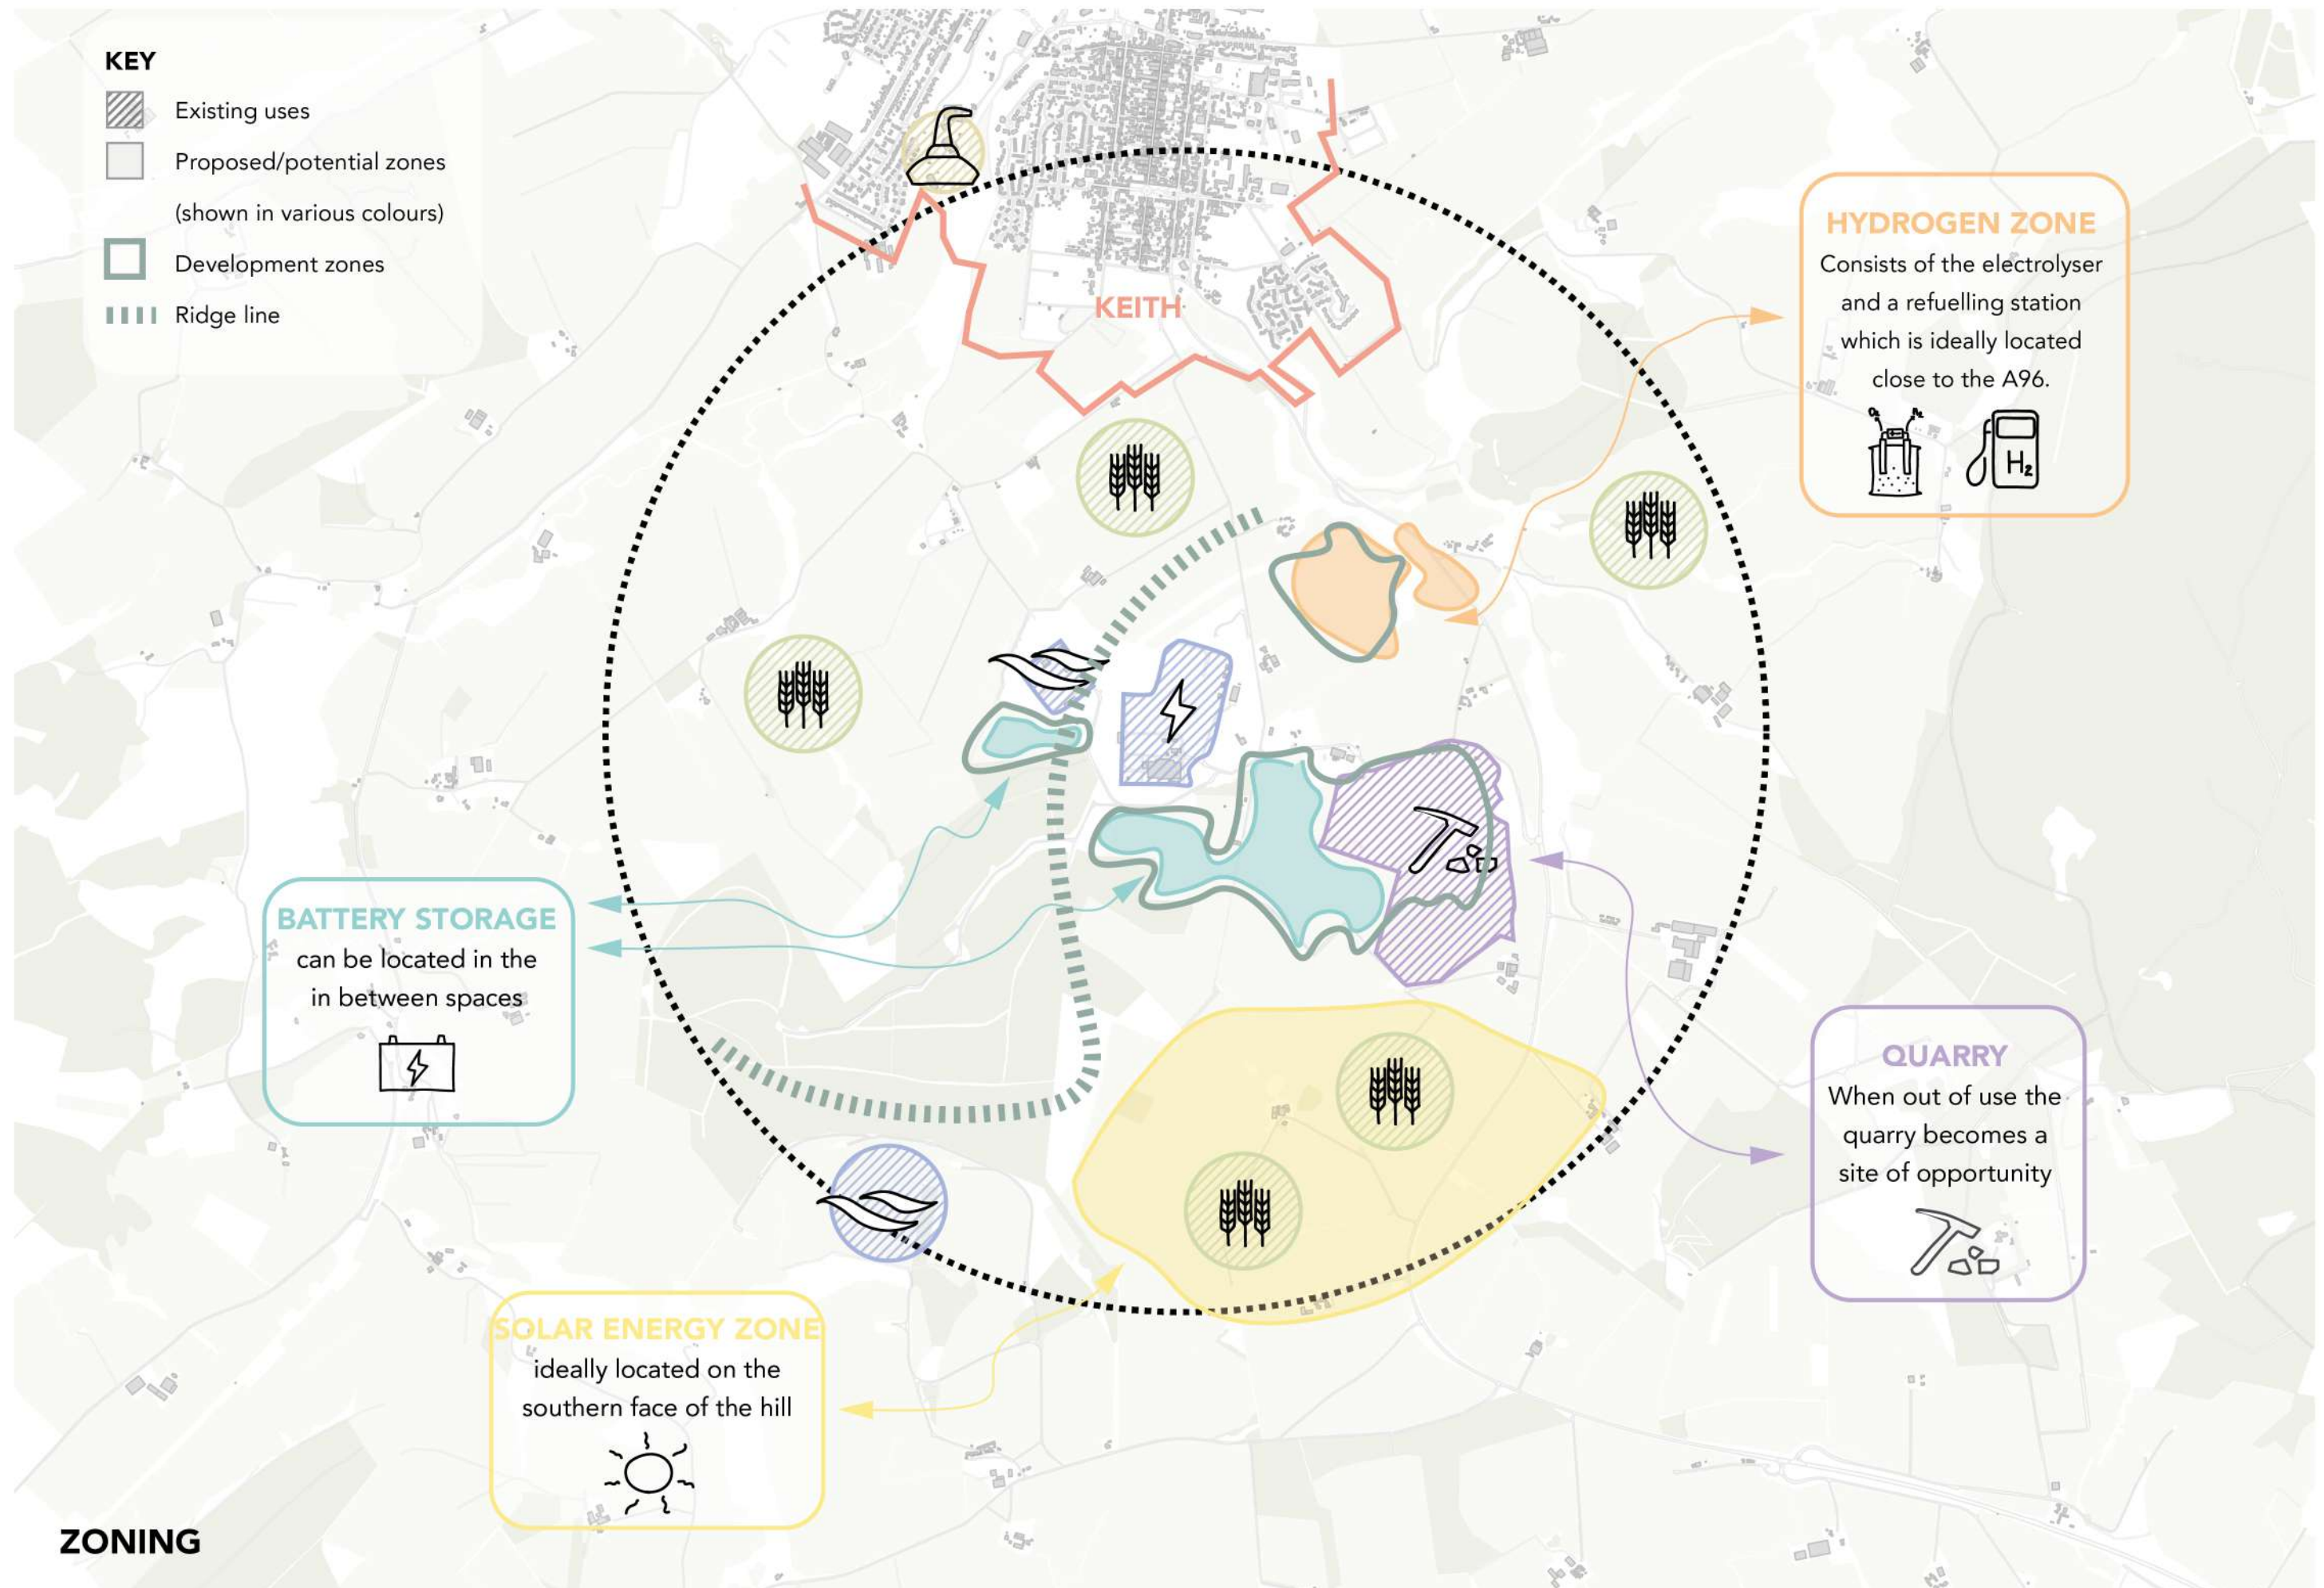 KEY
Existing uses
Proposed/potential zones
(shown in various colours)
Development zones
Ridge line
KEITH
HYDROGEN ZONE
Consists of the electrolyser
and a refuelling station
which is ideally located
close to the A96.
H₂
BATTERY STORAGE
can be located in the
in between spaces
QUARRY
When out of use the
quarry becomes a
site of opportunity
SOLAR ENERGY ZONE
ideally located on the
southern face of the hill
ZONING